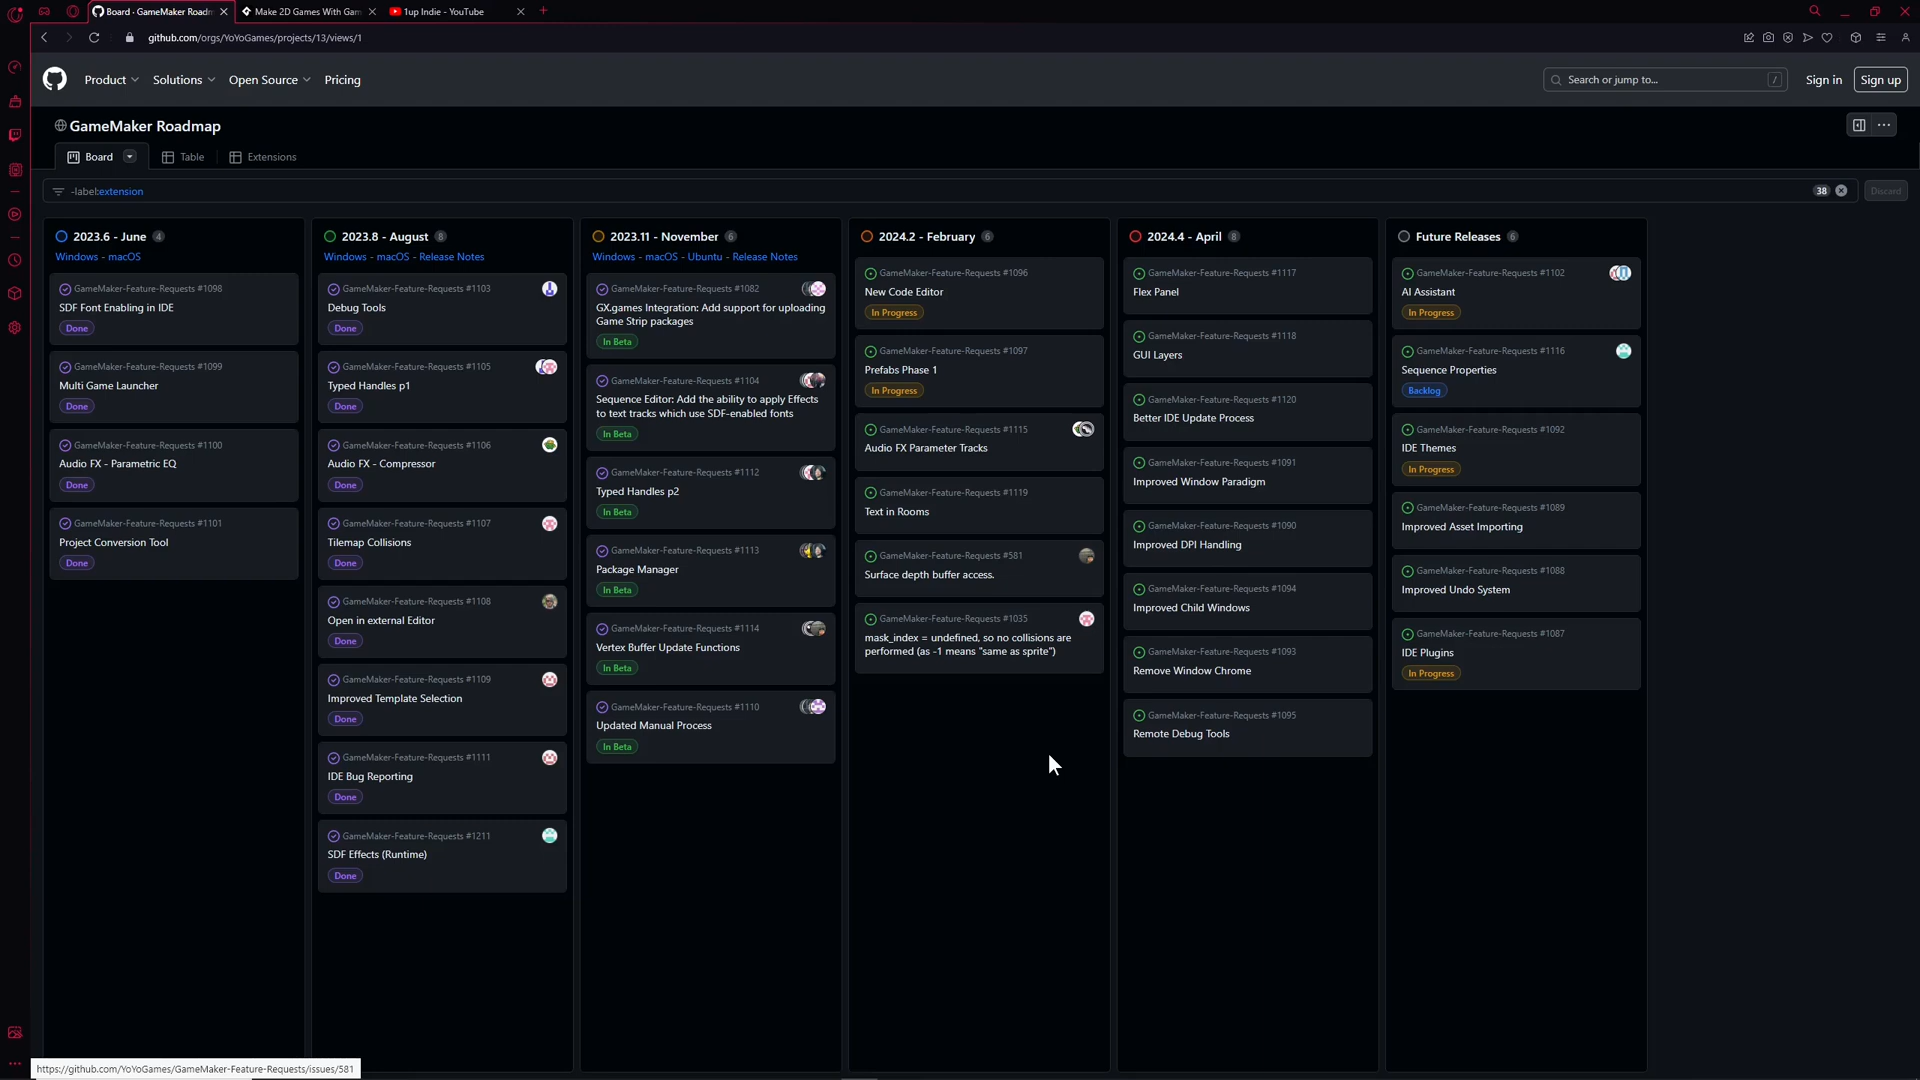 Board - GameMaker Roadm
Make 2D Games With Gam
1up Indie - YouTube
github.com/orgs/YoYoGames/projects/13/views/1
Product
Solutions
Open Source
Pricing
Search or jump to...
/
Sign in
Sign up
GameMaker Roadmap
Board
Table
Extensions
-label:extension
38
Discard
2023.6 - June 4
Windows - macOS
GameMaker-Feature-Requests #1098
SDF Font Enabling in IDE
Done
GameMaker-Feature-Requests #1099
Multi Game Launcher
Done
GameMaker-Feature-Requests #1100
Audio FX - Parametric EQ
Done
GameMaker-Feature-Requests #1101
Project Conversion Tool
Done
2023.8 - August 8
Windows - macOS - Release Notes
GameMaker-Feature-Requests #1103
Debug Tools
Done
GameMaker-Feature-Requests #1105
Typed Handles p1
Done
GameMaker-Feature-Requests #1106
Audio FX - Compressor
Done
GameMaker-Feature-Requests #1107
Tilemap Collisions
Done
GameMaker-Feature-Requests #1108
Open in external Editor
Done
GameMaker-Feature-Requests #1109
Improved Template Selection
Done
GameMaker-Feature-Requests #1111
IDE Bug Reporting
Done
GameMaker-Feature-Requests #1211
SDF Effects (Runtime)
Done
2023.11 - November 6
Windows - macOS - Ubuntu - Release Notes
GameMaker-Feature-Requests #1082
GX.games Integration: Add support for uploading
Game Strip packages
In Beta
GameMaker-Feature-Requests #1104
Sequence Editor: Add the ability to apply Effects
to text tracks which use SDF-enabled fonts
In Beta
GameMaker-Feature-Requests #1112
Typed Handles p2
In Beta
GameMaker-Feature-Requests #1113
Package Manager
In Beta
GameMaker-Feature-Requests #1114
Vertex Buffer Update Functions
In Beta
GameMaker-Feature-Requests #1110
Updated Manual Process
In Beta
2024.2 - February 6
GameMaker-Feature-Requests #1096
New Code Editor
In Progress
GameMaker-Feature-Requests #1097
Prefabs Phase 1
In Progress
GameMaker-Feature-Requests #1115
Audio FX Parameter Tracks
GameMaker-Feature-Requests #1119
Text in Rooms
GameMaker-Feature-Requests #581
Surface depth buffer access.
GameMaker-Feature-Requests #1035
mask_index = undefined, so no collisions are
performed (as -1 means "same as sprite")
2024.4 - April 8
GameMaker-Feature-Requests #1117
Flex Panel
GameMaker-Feature-Requests #1118
GUI Layers
GameMaker-Feature-Requests #1120
Better IDE Update Process
GameMaker-Feature-Requests #1091
Improved Window Paradigm
GameMaker-Feature-Requests #1090
Improved DPI Handling
GameMaker-Feature-Requests #1094
Improved Child Windows
GameMaker-Feature-Requests #1093
Remove Window Chrome
GameMaker-Feature-Requests #1095
Remote Debug Tools
Future Releases 6
GameMaker-Feature-Requests #1102
AI Assistant
In Progress
GameMaker-Feature-Requests #1116
Sequence Properties
Backlog
GameMaker-Feature-Requests #1092
IDE Themes
In Progress
GameMaker-Feature-Requests #1089
Improved Asset Importing
GameMaker-Feature-Requests #1088
Improved Undo System
GameMaker-Feature-Requests #1087
IDE Plugins
In Progress
https://github.com/YoYoGames/GameMaker-Feature-Requests/issues/581